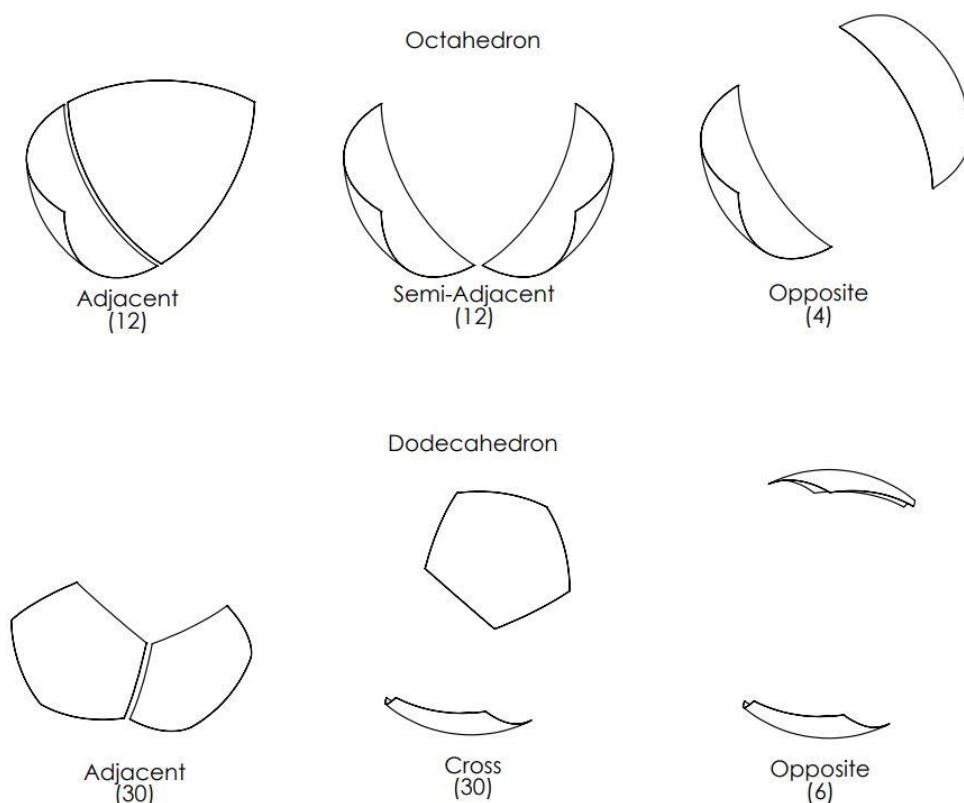 Octahedron
Adjacent
(12)
Semi-Adjacent
(12)
Opposite
(4)
Dodecahedron
Adjacent
(30)
Cross
(30)
Opposite
(6)